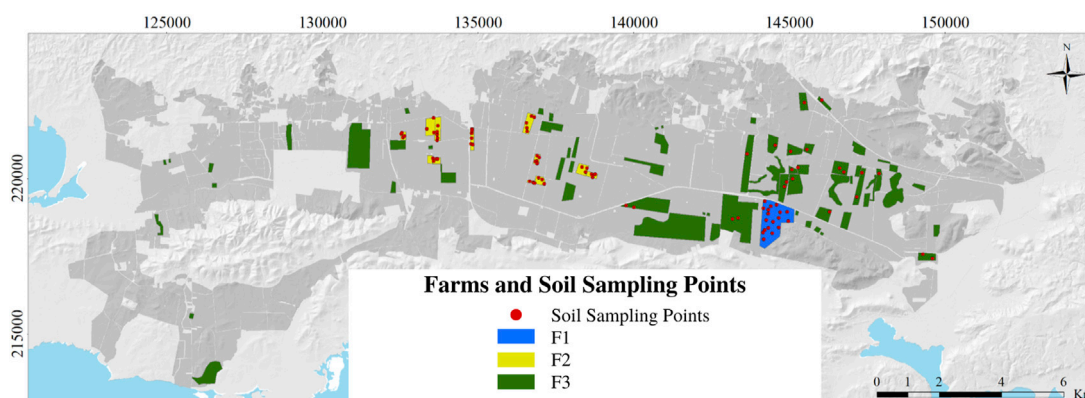 125000 130000 135000 140000 145000 150000
N
220000
215000
Farms and Soil Sampling Points
Soil Sampling Points
F1
F2
F3
0 1 2 4 6